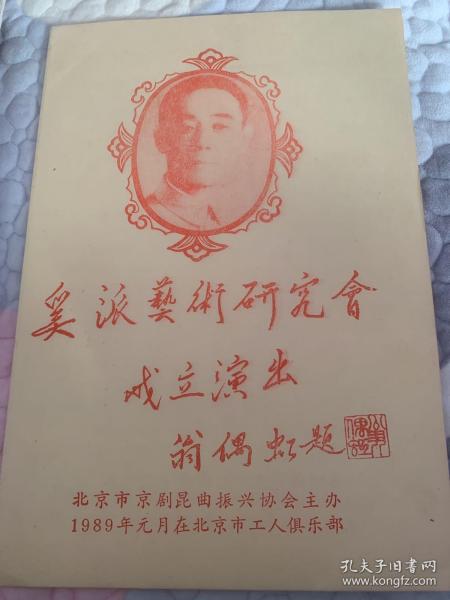 奚派藝術研究會
成立演出
翁偶虹题
北京市京剧昆曲振兴协会主办
1989年元月在北京市工人俱乐部
孔夫子旧书网
www.kongfz.com